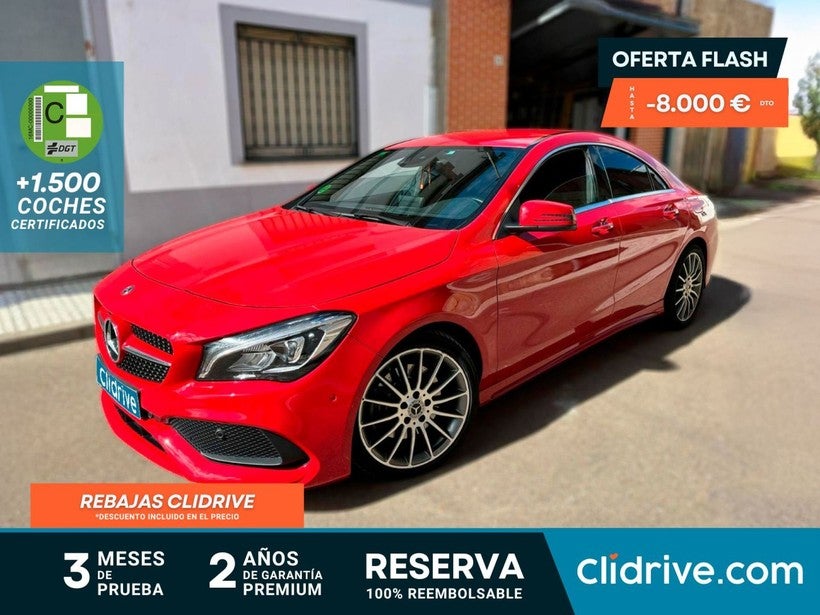 OFERTA FLASH
HASTA
-8.000 €
DTO
C
DGT
+1.500
COCHES
CERTIFICADOS
clidrive
REBAJAS CLIDRIVE
*DESCUENTO INCLUIDO EN EL PRECIO
3 MESES
DE
PRUEBA
2 AÑOS
DE GARANTÍA
PREMIUM
RESERVA
100% REEMBOLSABLE
Clidrive.com